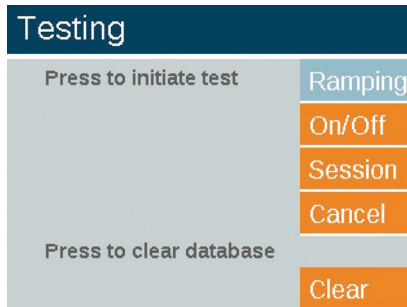 Testing
Press to initiate test
Ramping
On/Off
Session
Cancel
Press to clear database
Clear